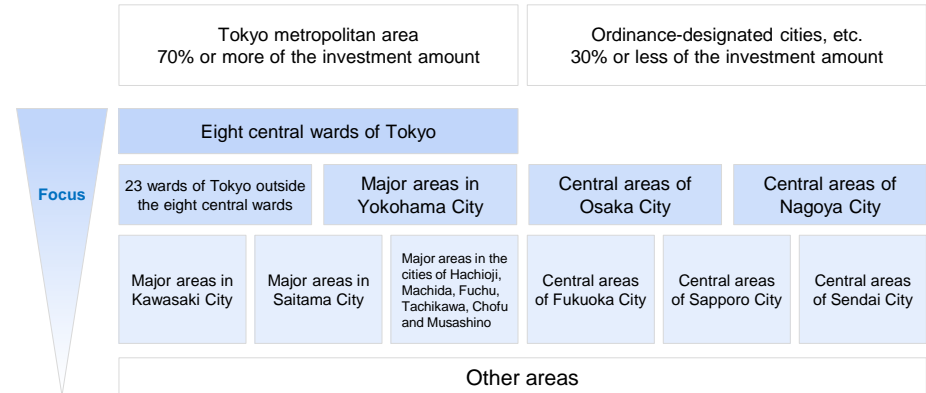 Tokyo metropolitan area
70% or more of the investment amount
Ordinance-designated cities, etc.
30% or less of the investment amount
Focus
Eight central wards of Tokyo
23 wards of Tokyo outside
the eight central wards
Major areas in
Yokohama City
Central areas of
Osaka City
Central areas of
Nagoya City
Major areas in
Kawasaki City
Major areas in
Saitama City
Major areas in the
cities of Hachioji,
Machida, Fuchu,
Tachikawa, Chofu
and Musashino
Central areas
of Fukuoka City
Central areas
of Sapporo City
Central areas
of Sendai City
Other areas